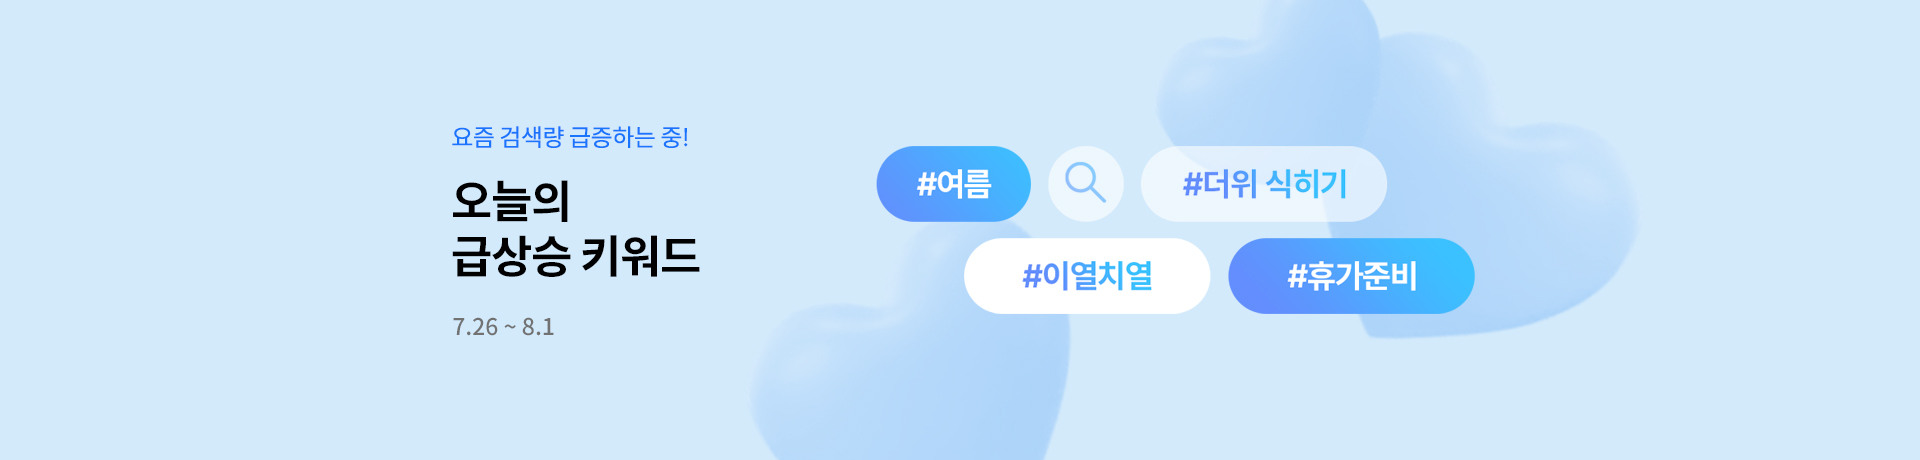 요즘 검색량 급증하는 중!
오늘의
급상승 키워드
7.26 ~ 8.1
#여름
#더위 식히기
#이열치열
#휴가준비